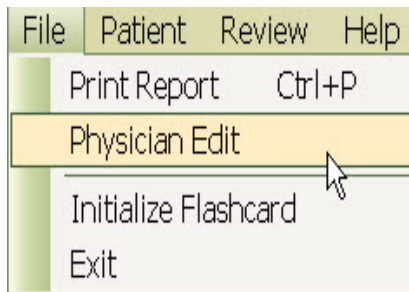 File Patient Review Help
Print Report Ctrl+P
Physician Edit
Initialize Flashcard
Exit